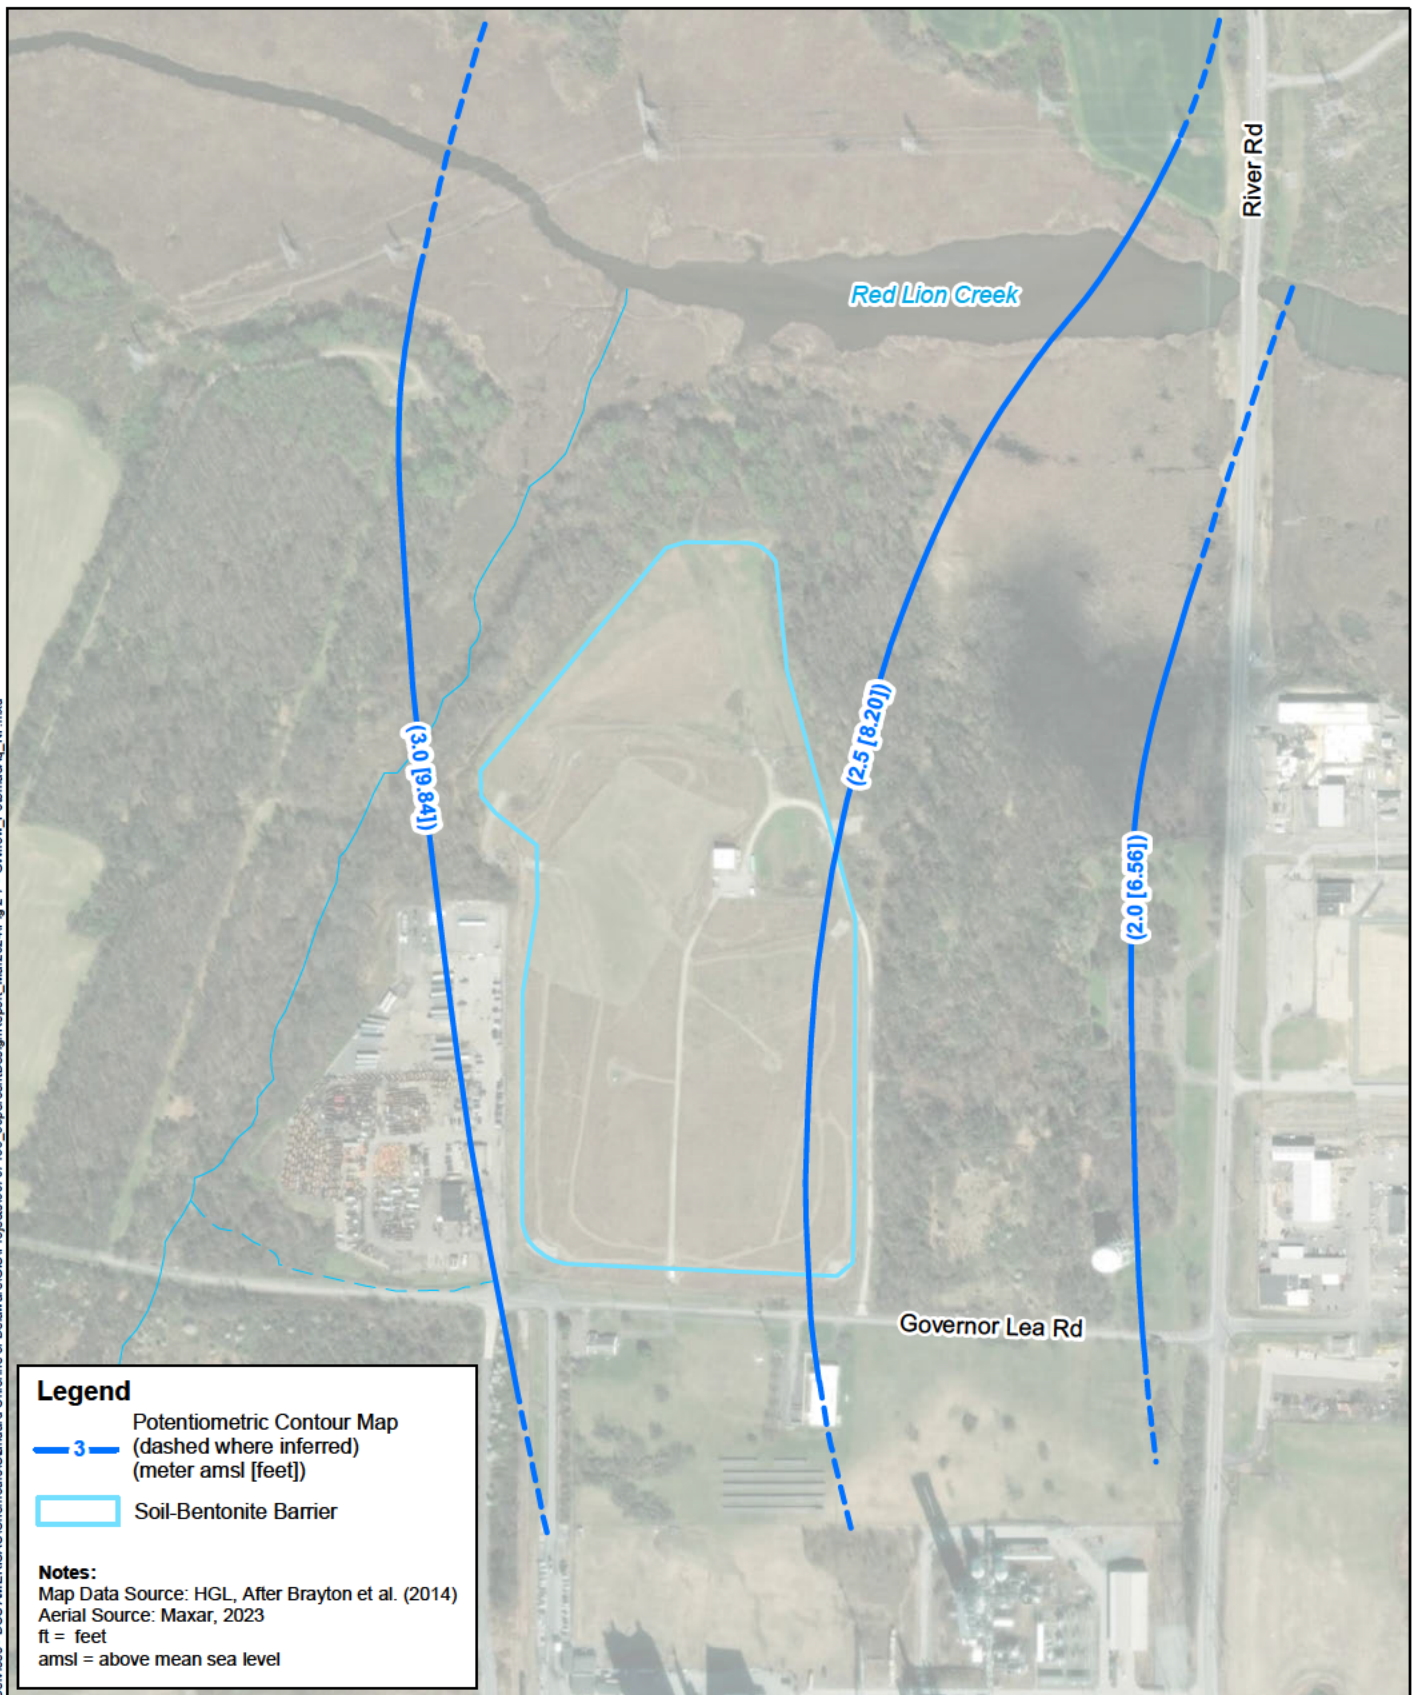 River Rd
Red Lion Creek
(3.0 [9.84])
(2.5 [8.20])
(2.0 [6.56])
Governor Lea Rd
Legend
3
Potentiometric Contour Map
(dashed where inferred)
(meter amsl [feet])
Soil-Bentonite Barrier
Notes:
Map Data Source: HGL, After Brayton et al. (2014)
Aerial Source: Maxar, 2023
ft = feet
amsl = above mean sea level